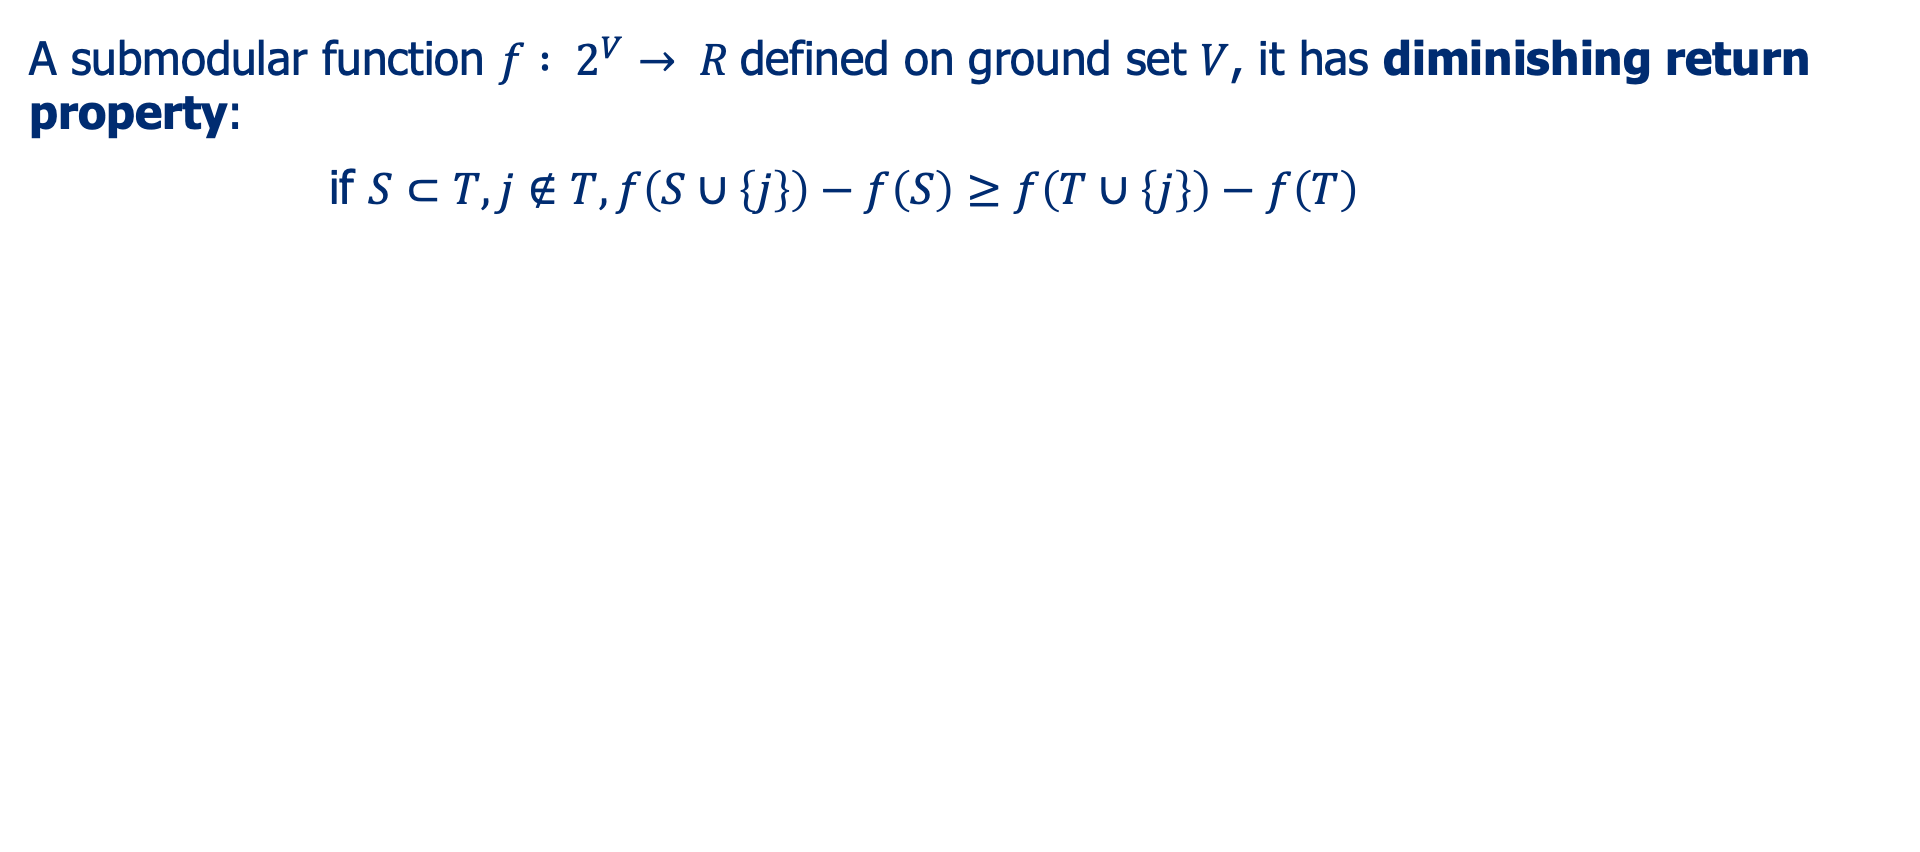 A submodular function 𝑓 : 2^𝑉 → 𝑅 defined on ground set 𝑉, it has diminishing return
property:
if 𝑆 ⊂ 𝑇, 𝑗 ∉ 𝑇, 𝑓(𝑆 ∪ {𝑗}) − 𝑓(𝑆) ≥ 𝑓(𝑇 ∪ {𝑗}) − 𝑓(𝑇)